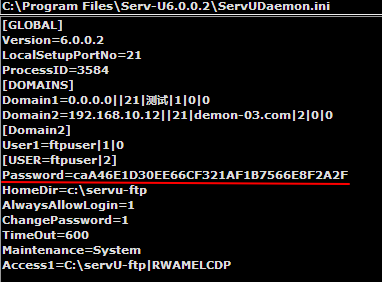 C:\Program Files\Serv-U6.0.0.2\ServUDaemon.ini
[GLOBAL]
Version=6.0.0.2
LocalSetupPortNo=21
ProcessID=3584
[DOMAINS]
Domain1=0.0.0.0||21|测试|1|0|0
Domain2=192.168.10.12||21|demon-03.com|2|0|0
[Domain2]
User1=ftpuser|1|0
[USER=ftpuser|2]
Password=caA46E1D30EE66CF321AF1B7566E8F2A2F
HomeDir=c:\servu-ftp
AlwaysAllowLogin=1
ChangePassword=1
TimeOut=600
Maintenance=System
Access1=C:\servU-ftp|RWAMELCDP